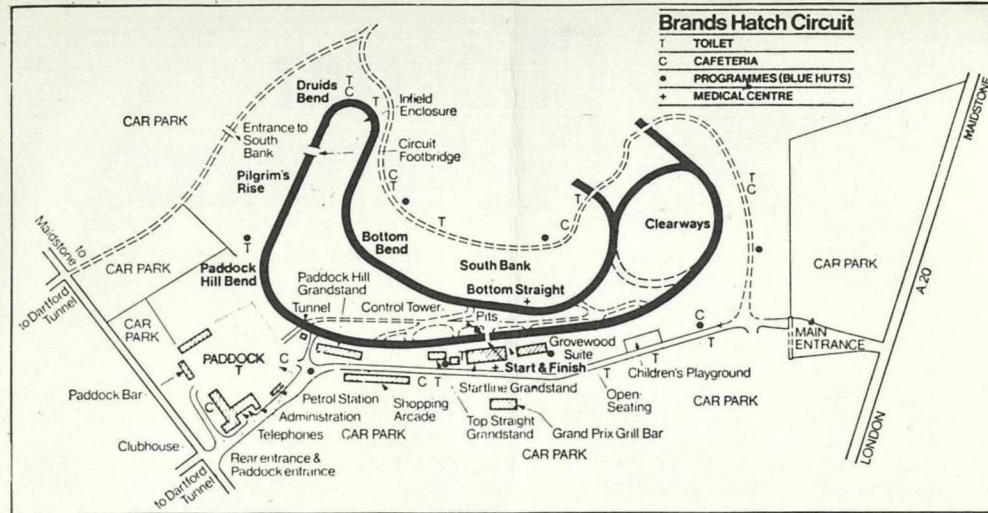 Brands Hatch Circuit
T TOILET
C CAFETERIA
● PROGRAMMES (BLUE HUTS)
+ MEDICAL CENTRE
Druids
Bend
T
C
T
Infield
Enclosure
CAR PARK
Entrance to
South
Bank
Circuit
Footbridge
Pilgrim's
Rise
C
T
T
C
T
T
C
Clearways
MAIDSTONE
A 20
LONDON
to
Maidstone
to Dartford
Tunnel
CAR PARK
T
Paddock
Hill Bend
Bottom
Bend
South Bank
Bottom Straight
+
CAR PARK
Paddock Hill
Grandstand
Tunnel
Control Tower
Pits
CAR
PARK
PADDOCK
T
C
Grovewood
Suite
+ Start & Finish
C
T
T
T
MAIN
ENTRANCE
Children's Playground
Open
Seating
Startline Grandstand
Paddock Bar
C
Petrol Station
Administration
Telephones
Shopping
Arcade
C T
Top Straight
Grandstand
Grand Prix Grill Bar
CAR PARK
CAR PARK
CAR PARK
Clubhouse
Rear entrance &
Paddock entrance
to Dartford
Tunnel